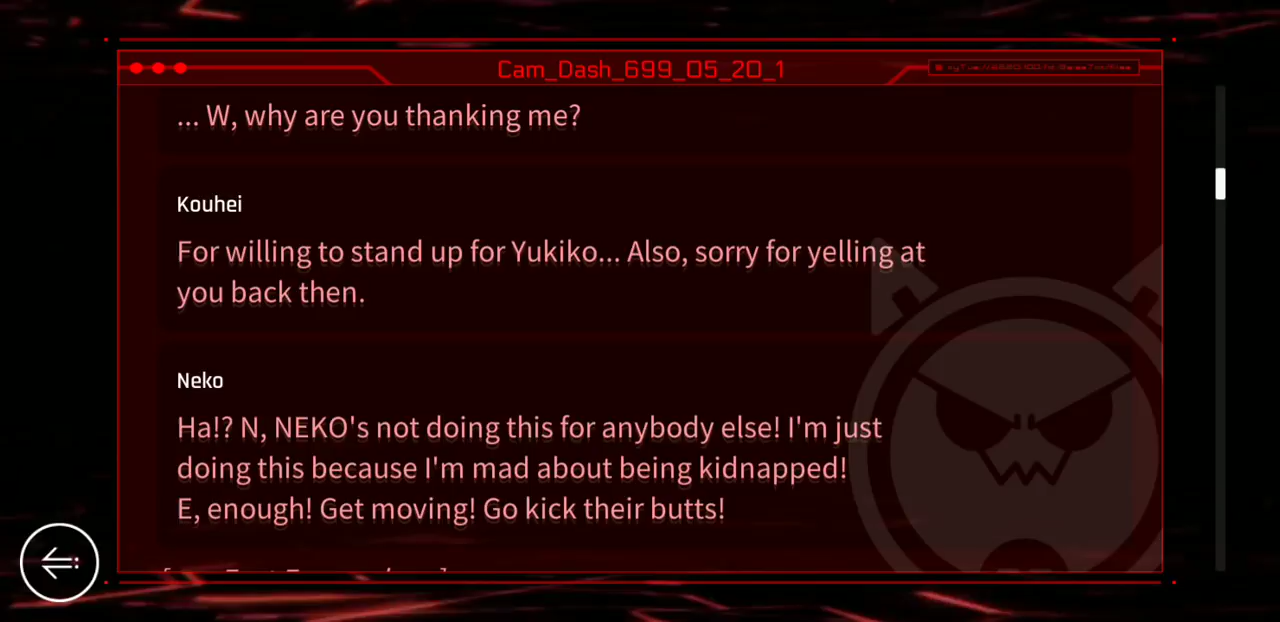 Cam_Dash_699_05_20_1
... W, why are you thanking me?
Kouhei
For willing to stand up for Yukiko... Also, sorry for yelling at
you back then.
Neko
Ha!? N, NEKO's not doing this for anybody else! I'm just
doing this because I'm mad about being kidnapped!
E, enough! Get moving! Go kick their butts!